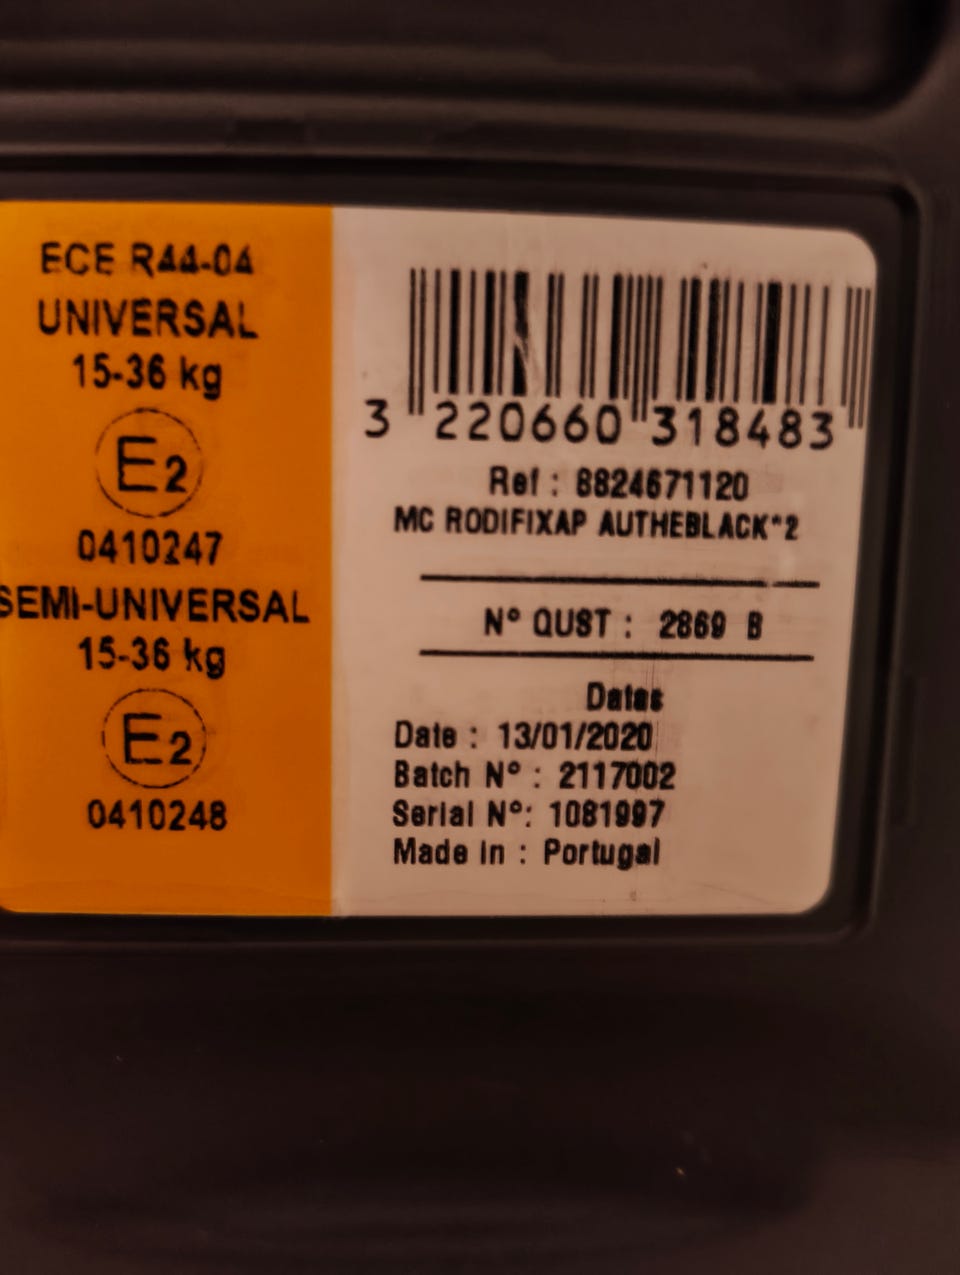 ECE R44-04
UNIVERSAL
15-36 kg
E2
0410247
SEMI-UNIVERSAL
15-36 kg
E2
0410248
3 220660 318483
Ref : 8824671120
MC RODIFIXAP AUTHEBLACK*2
N° QUST : 2869 B
Datas
Date : 13/01/2020
Batch N° : 2117002
Serial N°: 1081997
Made in : Portugal